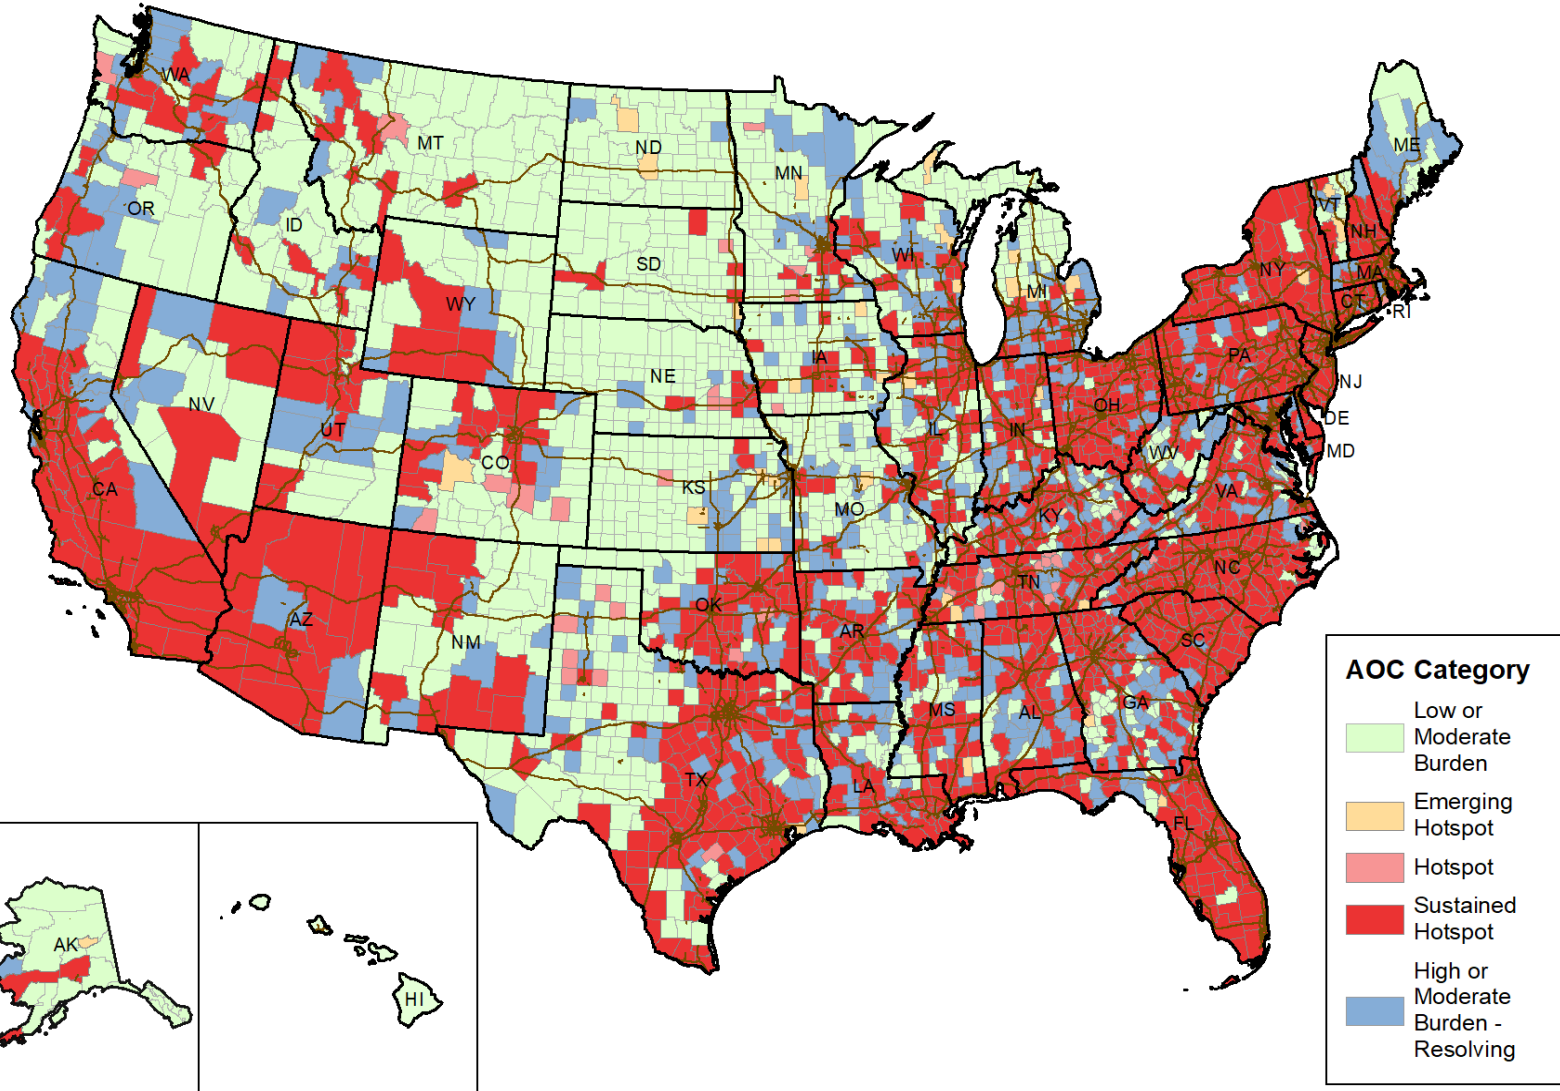 WA
MT
ND
MN
ME
OR
ID
SD
WI
VT
NH
WY
MI
NY
MA
CT
RI
NE
IA
PA
NV
UT
CO
KS
MO
IL
IN
OH
NJ
DE
MD
WV
VA
CA
KY
AZ
NM
OK
AR
TN
NC
SC
MS
AL
GA
TX
LA
FL
AK
HI
AOC Category
Low or
Moderate
Burden
Emerging
Hotspot
Hotspot
Sustained
Hotspot
High or
Moderate
Burden -
Resolving